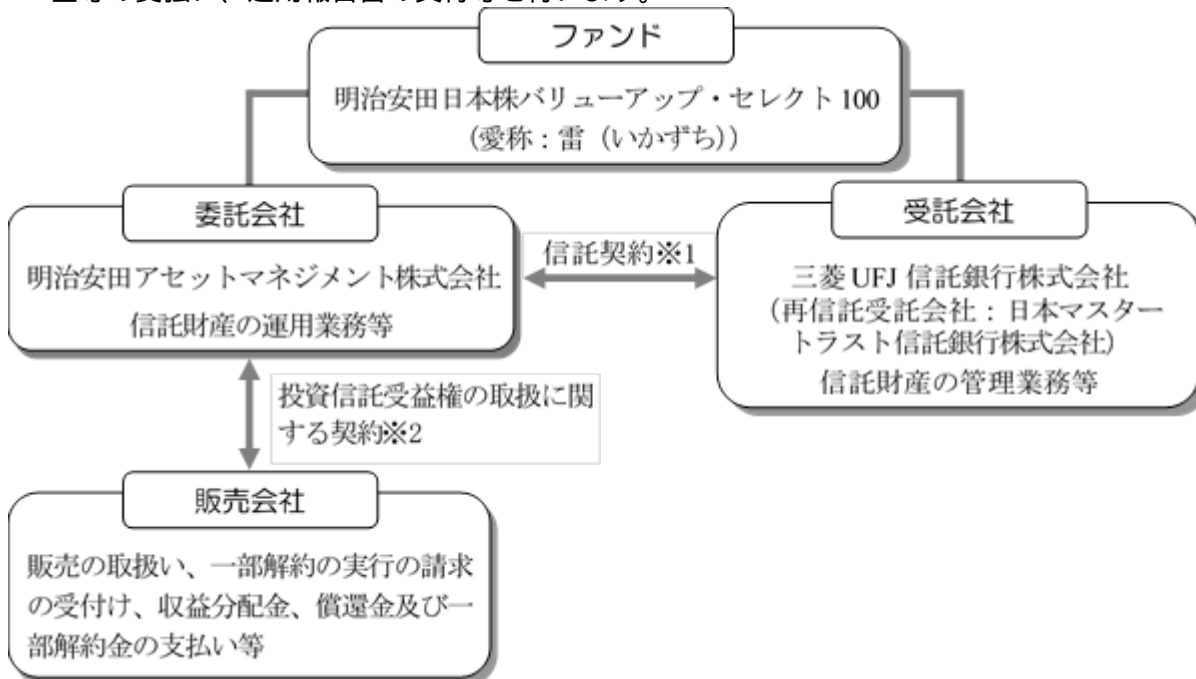 ファンド
明治安田日本株バリューアップ・セレクト100
(愛称：雷（いかずち）)
委託会社
明治安田アセットマネジメント株式会社
信託財産の運用業務等
信託契約※1
受託会社
三菱UFJ信託銀行株式会社
(再信託受託会社：日本マスター
トラスト信託銀行株式会社)
信託財産の管理業務等
投資信託受益権の取扱に関
する契約※2
販売会社
販売の取扱い、一部解約の実行の請求
の受付け、収益分配金、償還金及び一
部解約金の支払い等